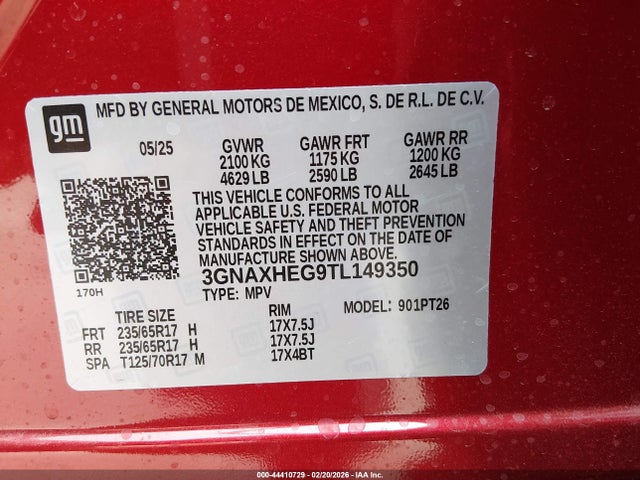 gm
MFD BY GENERAL MOTORS DE MEXICO, S. DE R.L. DE C.V.
05/25 GVWR GAWR FRT GAWR RR
2100 KG 1175 KG 1200 KG
4629 LB 2590 LB 2645 LB
THIS VEHICLE CONFORMS TO ALL
APPLICABLE U.S. FEDERAL MOTOR
VEHICLE SAFETY AND THEFT PREVENTION
STANDARDS IN EFFECT ON THE DATE OF
MANUFACTURE SHOWN ABOVE.
3GNAXHEG9TL149350
170H
TYPE: MPV MODEL: 901PT26
TIRE SIZE RIM
FRT 235/65R17 H 17X7.5J
RR 235/65R17 H 17X7.5J
SPA T125/70R17 M 17X4BT
000-44410729 - 02/20/2026 - IAA Inc.